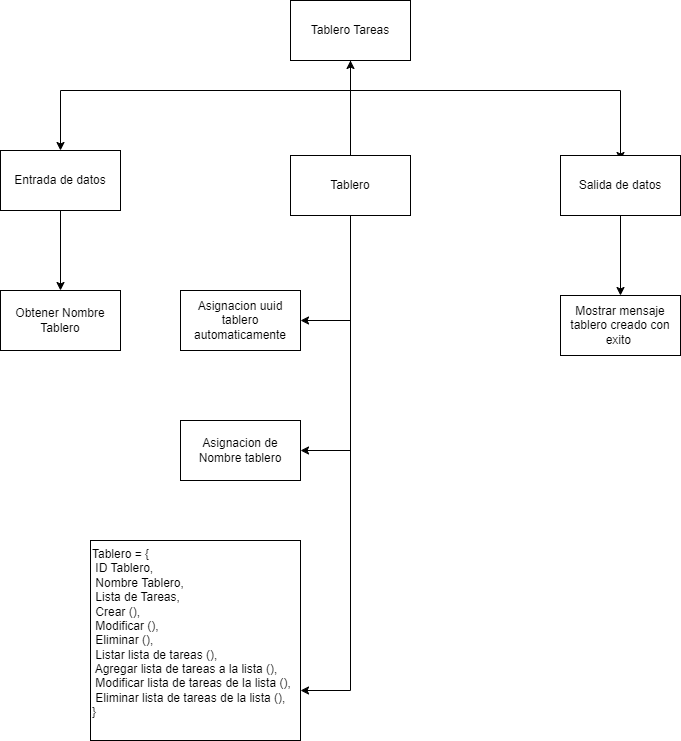 Tablero Tareas
Entrada de datos
Tablero
Salida de datos
Obtener Nombre
Tablero
Asignacion uuid
tablero
automaticamente
Mostrar mensaje
tablero creado con
exito
Asignacion de
Nombre tablero
Tablero = {
ID Tablero,
Nombre Tablero,
Lista de Tareas,
Crear (),
Modificar (),
Eliminar (),
Listar lista de tareas (),
Agregar lista de tareas a la lista (),
Modificar lista de tareas de la lista (),
Eliminar lista de tareas de la lista (),
}